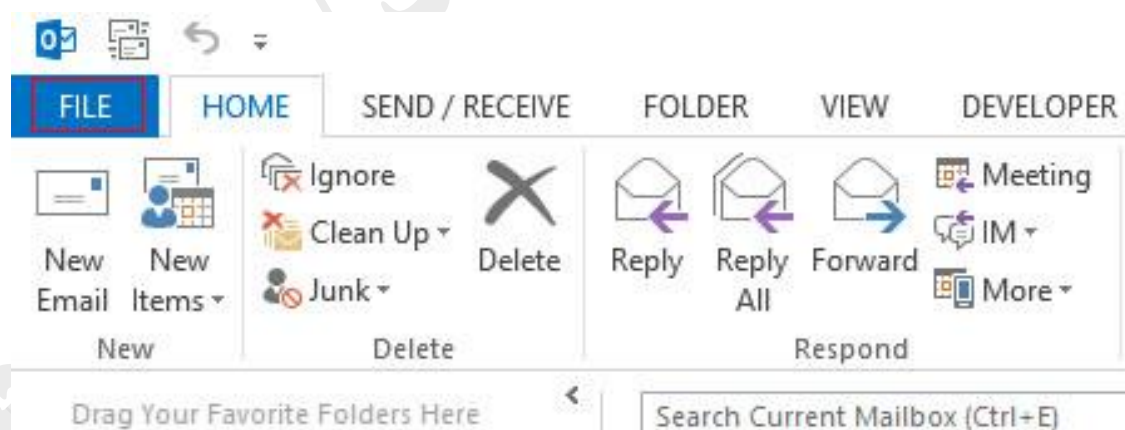 FILE HOME SEND / RECEIVE FOLDER VIEW DEVELOPER
New Email
New Items
Ignore
Clean Up
Junk
Delete
Reply
Reply All
Forward
Meeting
IM
More
New Delete Respond
Drag Your Favorite Folders Here Search Current Mailbox (Ctrl+E)